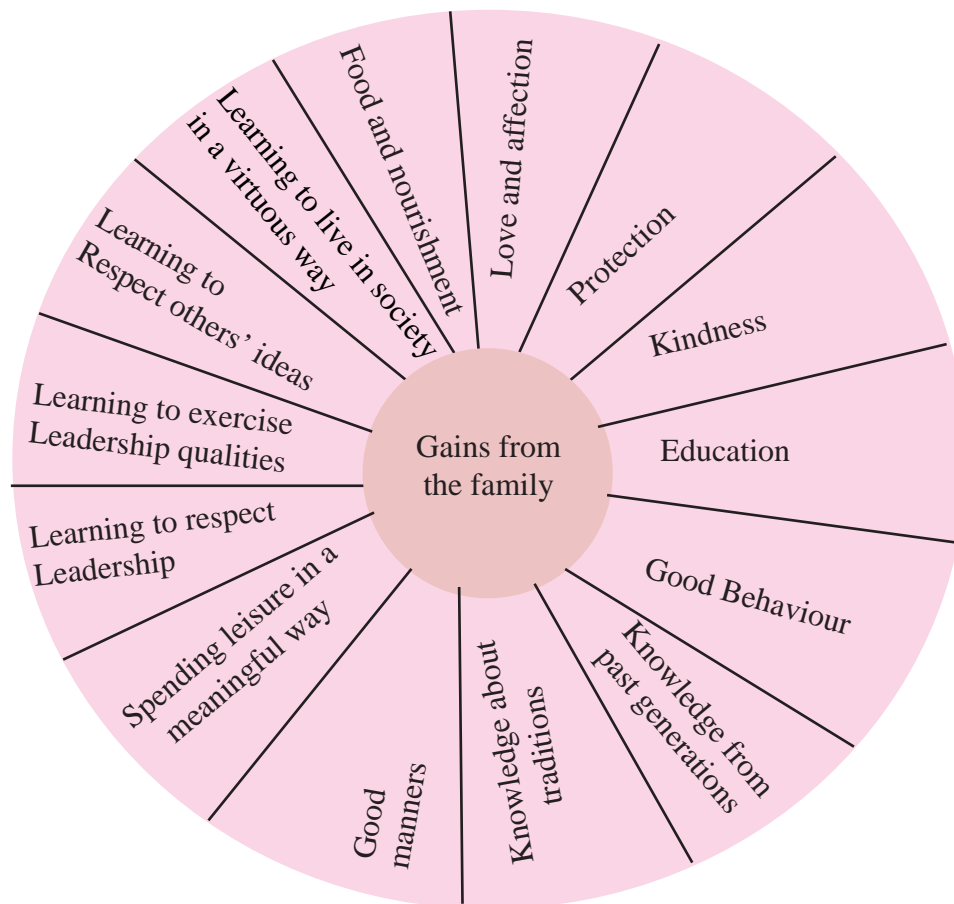 Gains from
the family
Food and nourishment
Love and affection
Protection
Kindness
Education
Good Behaviour
Knowledge from
past generations
Knowledge about
traditions
Good
manners
Spending leisure in a
meaningful way
Learning to respect
Leadership
Learning to exercise
Leadership qualities
Learning to
Respect others’ ideas
Learning to live in society
in a virtuous way